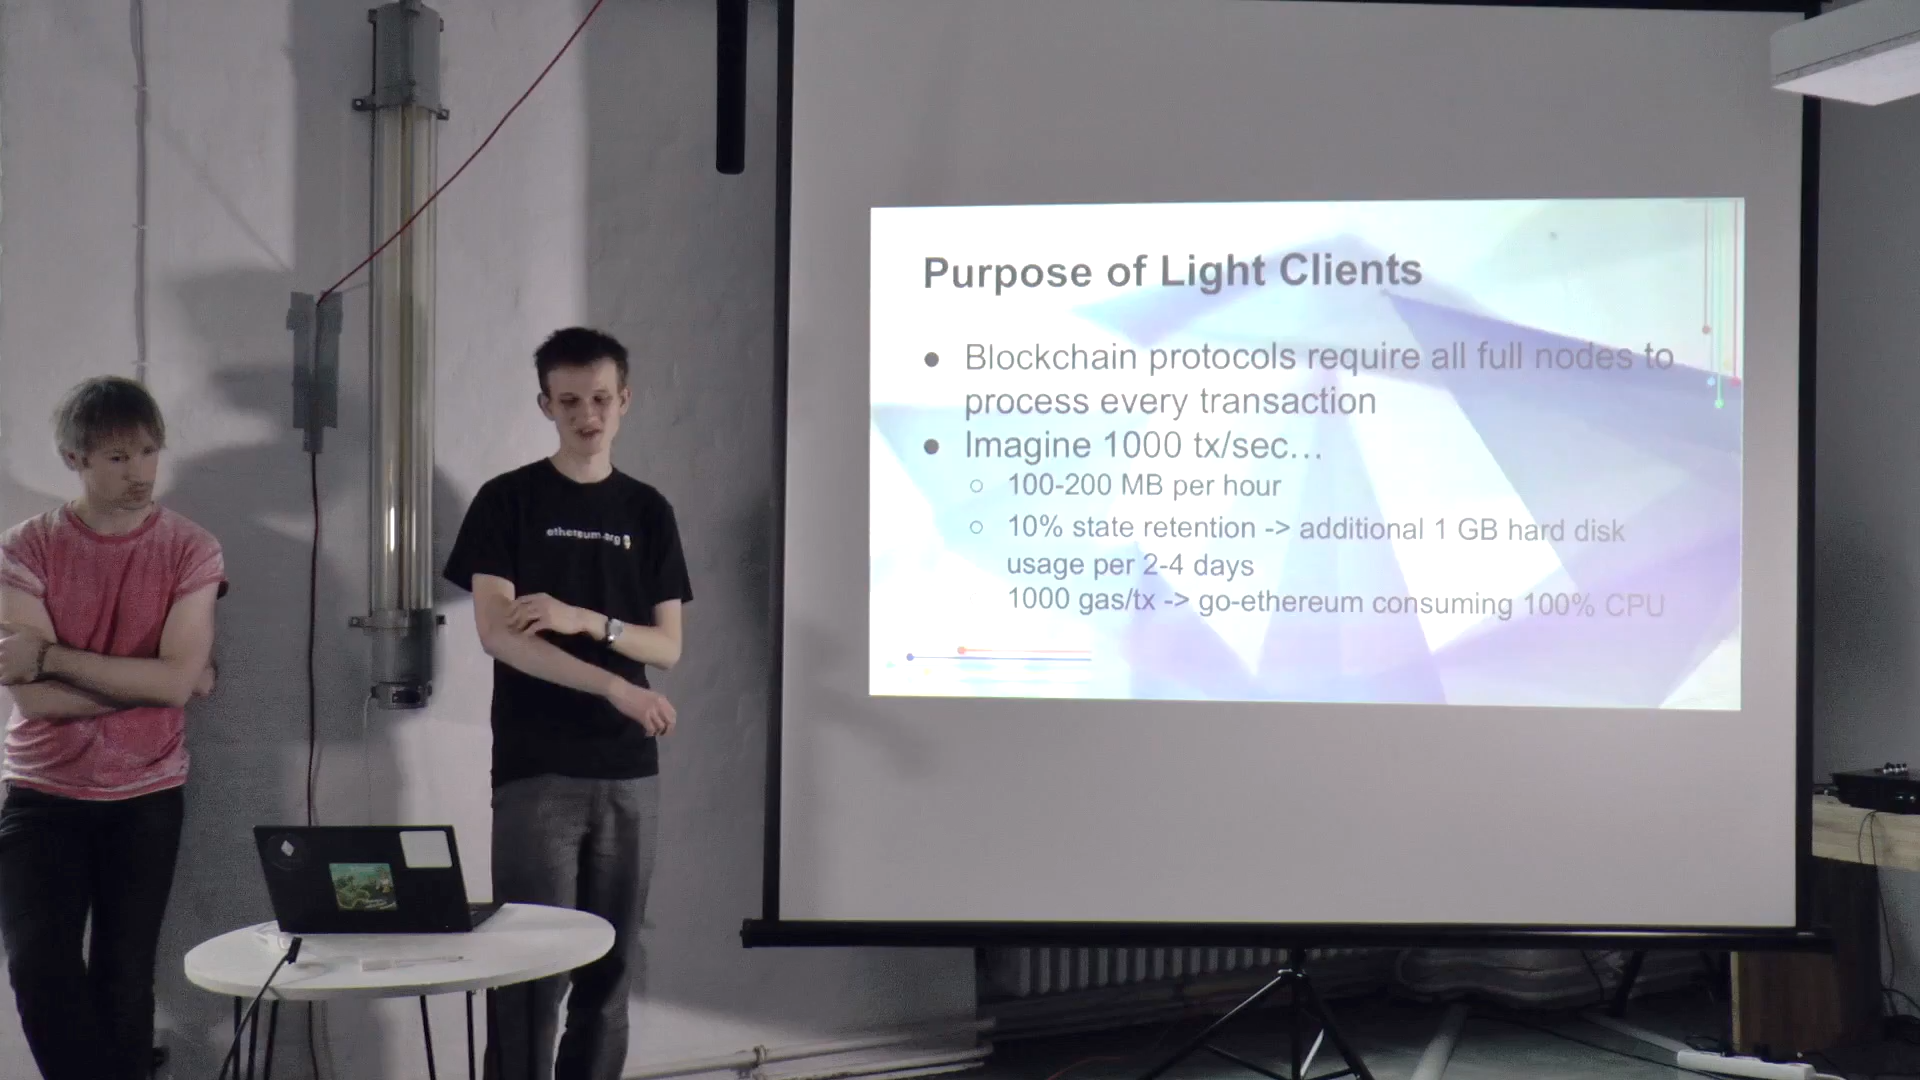 Purpose of Light Clients
● Blockchain protocols require all full nodes to
process every transaction
● Imagine 1000 tx/sec…
○ 100-200 MB per hour
○ 10% state retention -> additional 1 GB hard disk
usage per 2-4 days
1000 gas/tx -> go-ethereum consuming 100% CPU
ethereum.org